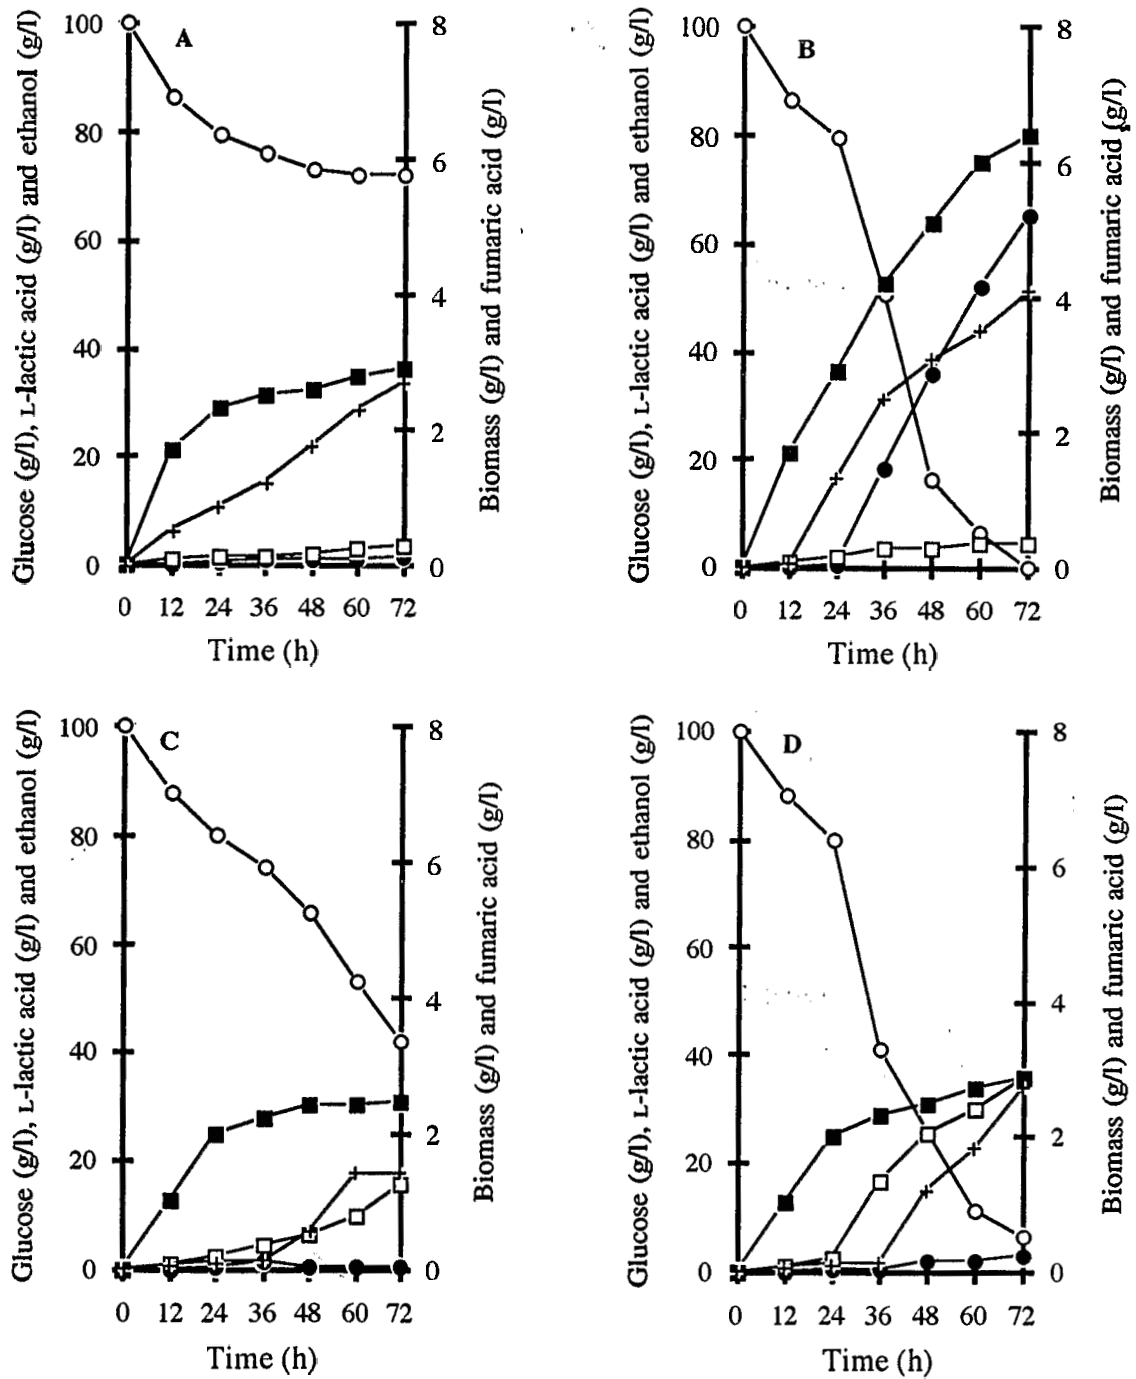 A
100
80
60
40
20
0
8
6
4
2
0
0 12 24 36 48 60 72
Time (h)
Glucose (g/l), L-lactic acid (g/l) and ethanol (g/l)
Biomass (g/l) and fumaric acid (g/l)
B
100
80
60
40
20
0
8
6
4
2
0
0 12 24 36 48 60 72
Time (h)
Glucose (g/l), L-lactic acid (g/l) and ethanol (g/l)
Biomass (g/l) and fumaric acid (g/l)
C
100
80
60
40
20
0
8
6
4
2
0
0 12 24 36 48 60 72
Time (h)
Glucose (g/l), L-lactic acid (g/l) and ethanol (g/l)
Biomass (g/l) and fumaric acid (g/l)
D
100
80
60
40
20
0
8
6
4
2
0
0 12 24 36 48 60 72
Time (h)
Glucose (g/l), L-lactic acid (g/l) and ethanol (g/l)
Biomass (g/l) and fumaric acid (g/l)